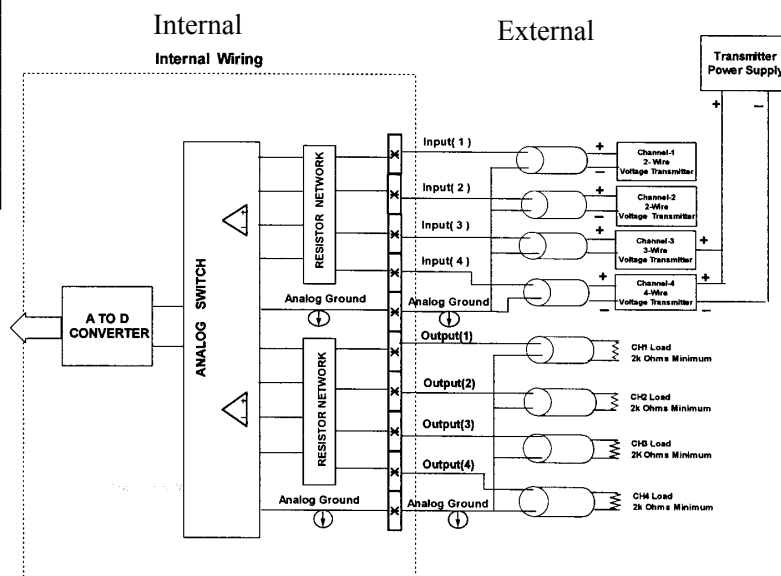 Internal
External
Internal Wiring
Transmitter
Power Supply
+
–
Input( 1 )
Input( 2 )
Input( 3 )
Input( 4 )
+
–
Channel-1
2- Wire
Voltage Transmitter
+
–
Channel-2
2-Wire
Voltage Transmitter
+
Channel-3
3-Wire
Voltage Transmitter
+
+
–
Channel-4
4-Wire
Voltage Transmitter
+
–
RESISTOR NETWORK
ANALOG SWITCH
A TO D
CONVERTER
Analog Ground
Analog Ground
Output(1)
Output(2)
Output(3)
Output(4)
RESISTOR NETWORK
Analog Ground
Analog Ground
CH1 Load
2k Ohms Minimum
CH2 Load
2k Ohms Minimum
CH3 Load
2K Ohms Minimum
CH4 Load
2k Ohms Minimum